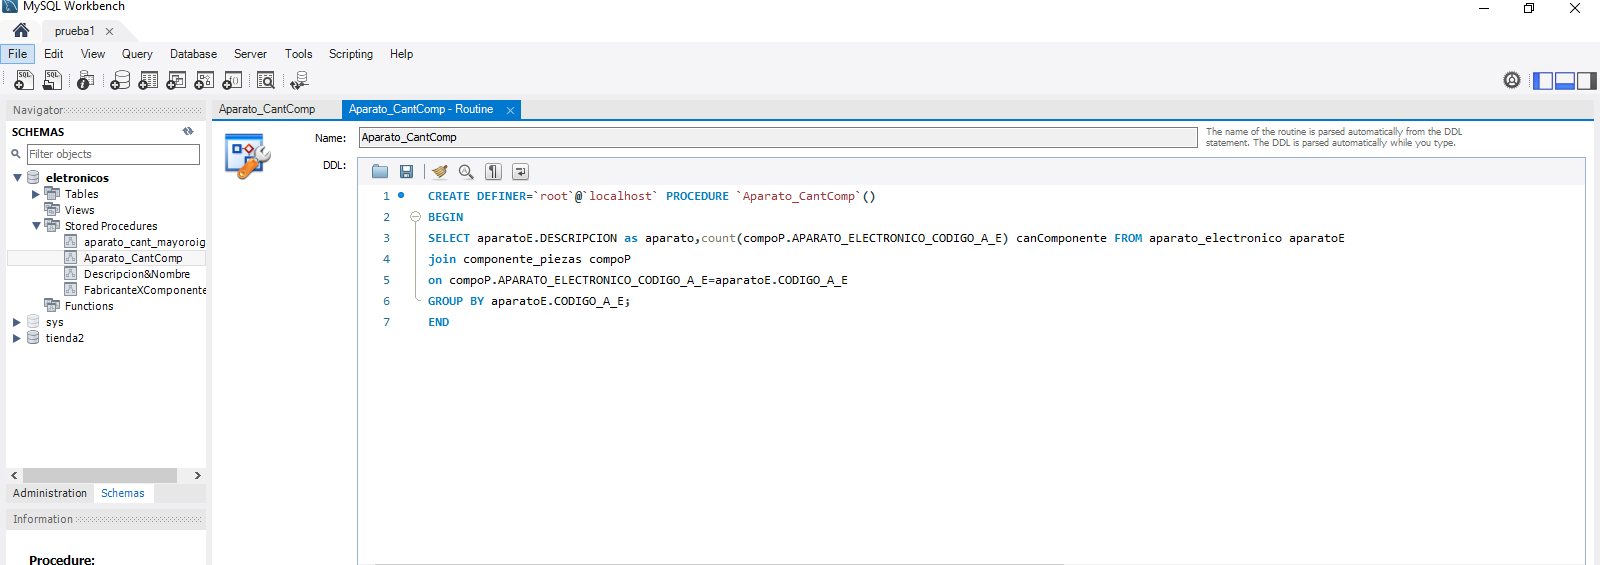 MySQL Workbench
prueba1
File Edit View Query Database Server Tools Scripting Help
Navigator
SCHEMAS
Filter objects
eletronicos
Tables
Views
Stored Procedures
aparato_cant_mayoroig
Aparato_CantComp
Descripcion&Nombre
FabricanteXComponente
Functions
sys
tienda2
Administration Schemas
Information
Procedure:
Aparato_CantComp Aparato_CantComp - Routine
Name: Aparato_CantComp
The name of the routine is parsed automatically from the DDL
statement. The DDL is parsed automatically while you type.
DDL:
1 CREATE DEFINER=`root`@`localhost` PROCEDURE `Aparato_CantComp`()
2 BEGIN
3 SELECT aparatoE.DESCRIPCION as aparato,count(compoP.APARATO_ELECTRONICO_CODIGO_A_E) canComponente FROM aparato_electronico aparatoE
4 join componente_piezas compoP
5 on compoP.APARATO_ELECTRONICO_CODIGO_A_E=aparatoE.CODIGO_A_E
6 GROUP BY aparatoE.CODIGO_A_E;
7 END